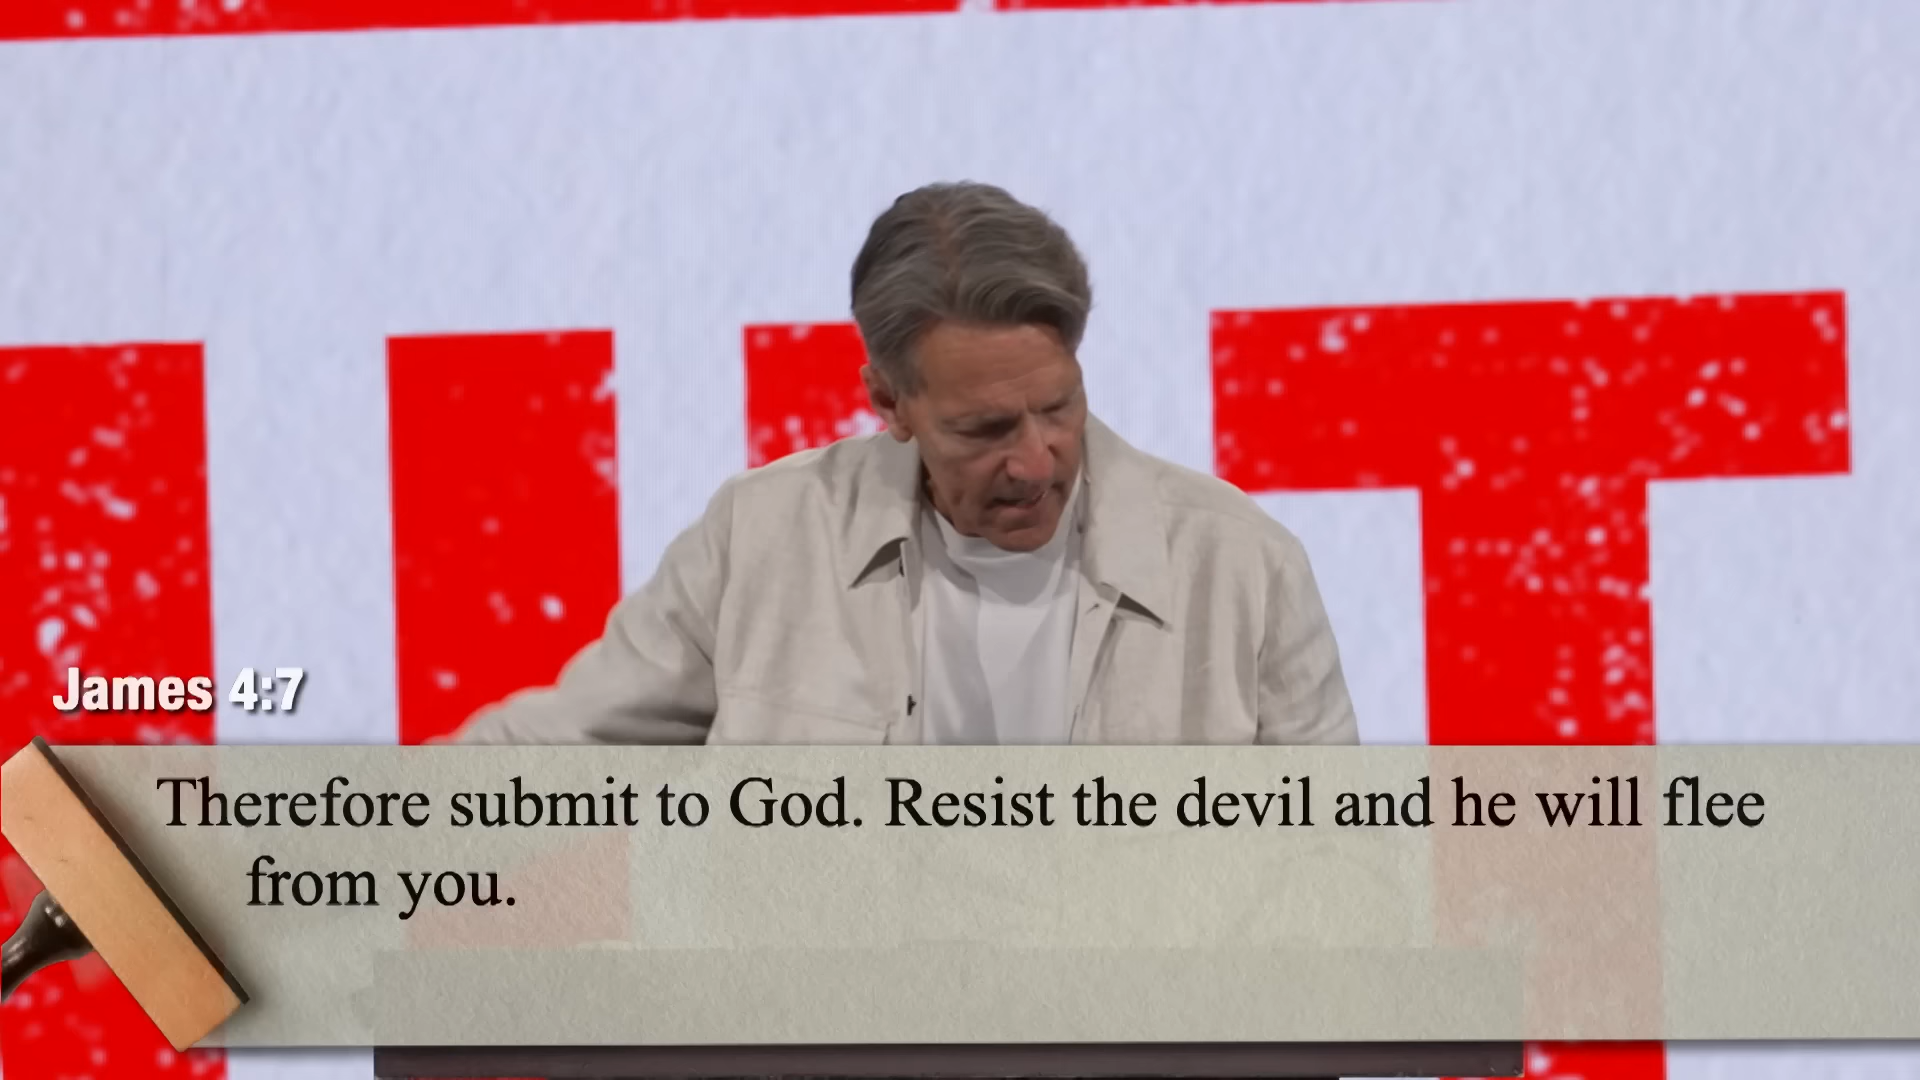 James 4:7
Therefore submit to God. Resist the devil and he will flee
from you.